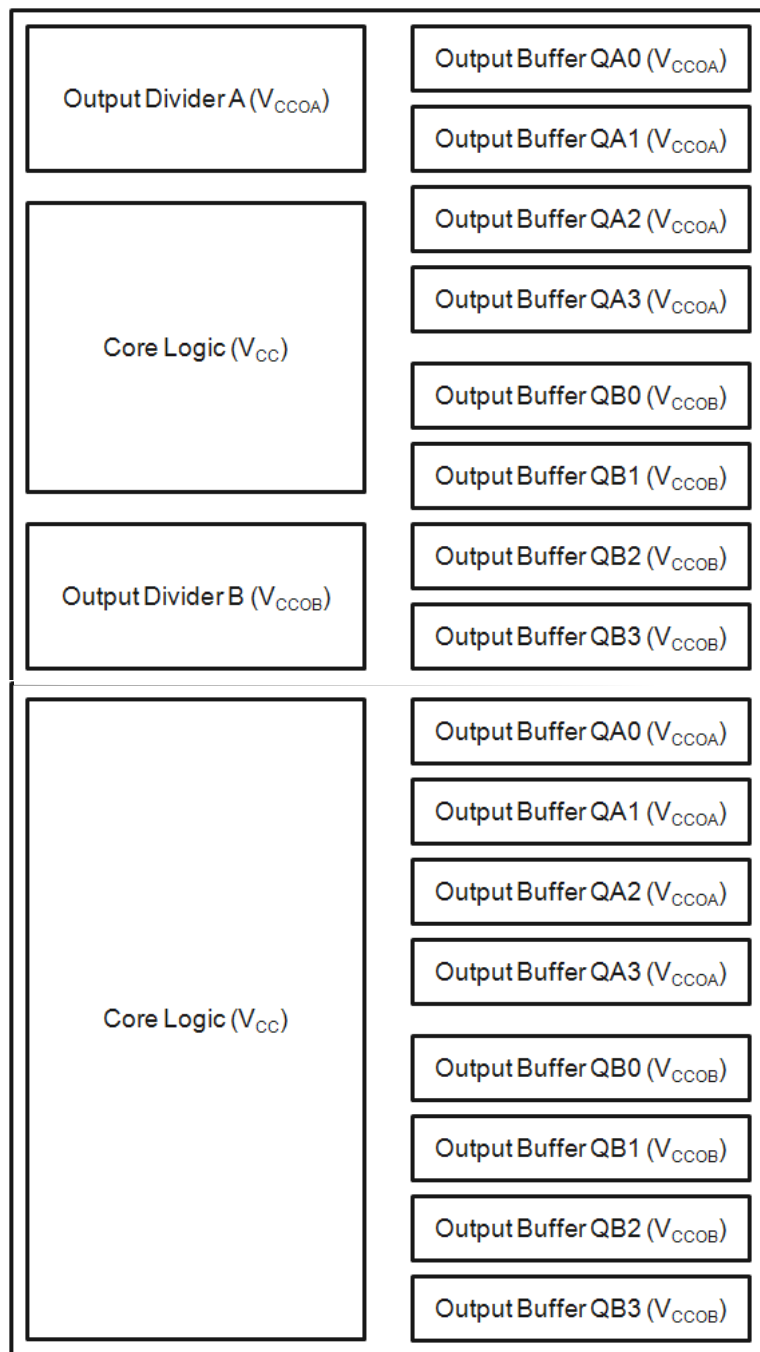 Output Divider A (VCCOA)
Core Logic (VCC)
Output Divider B (VCCOB)
Output Buffer QA0 (VCCOA)
Output Buffer QA1 (VCCOA)
Output Buffer QA2 (VCCOA)
Output Buffer QA3 (VCCOA)
Output Buffer QB0 (VCCOB)
Output Buffer QB1 (VCCOB)
Output Buffer QB2 (VCCOB)
Output Buffer QB3 (VCCOB)
Core Logic (VCC)
Output Buffer QA0 (VCCOA)
Output Buffer QA1 (VCCOA)
Output Buffer QA2 (VCCOA)
Output Buffer QA3 (VCCOA)
Output Buffer QB0 (VCCOB)
Output Buffer QB1 (VCCOB)
Output Buffer QB2 (VCCOB)
Output Buffer QB3 (VCCOB)